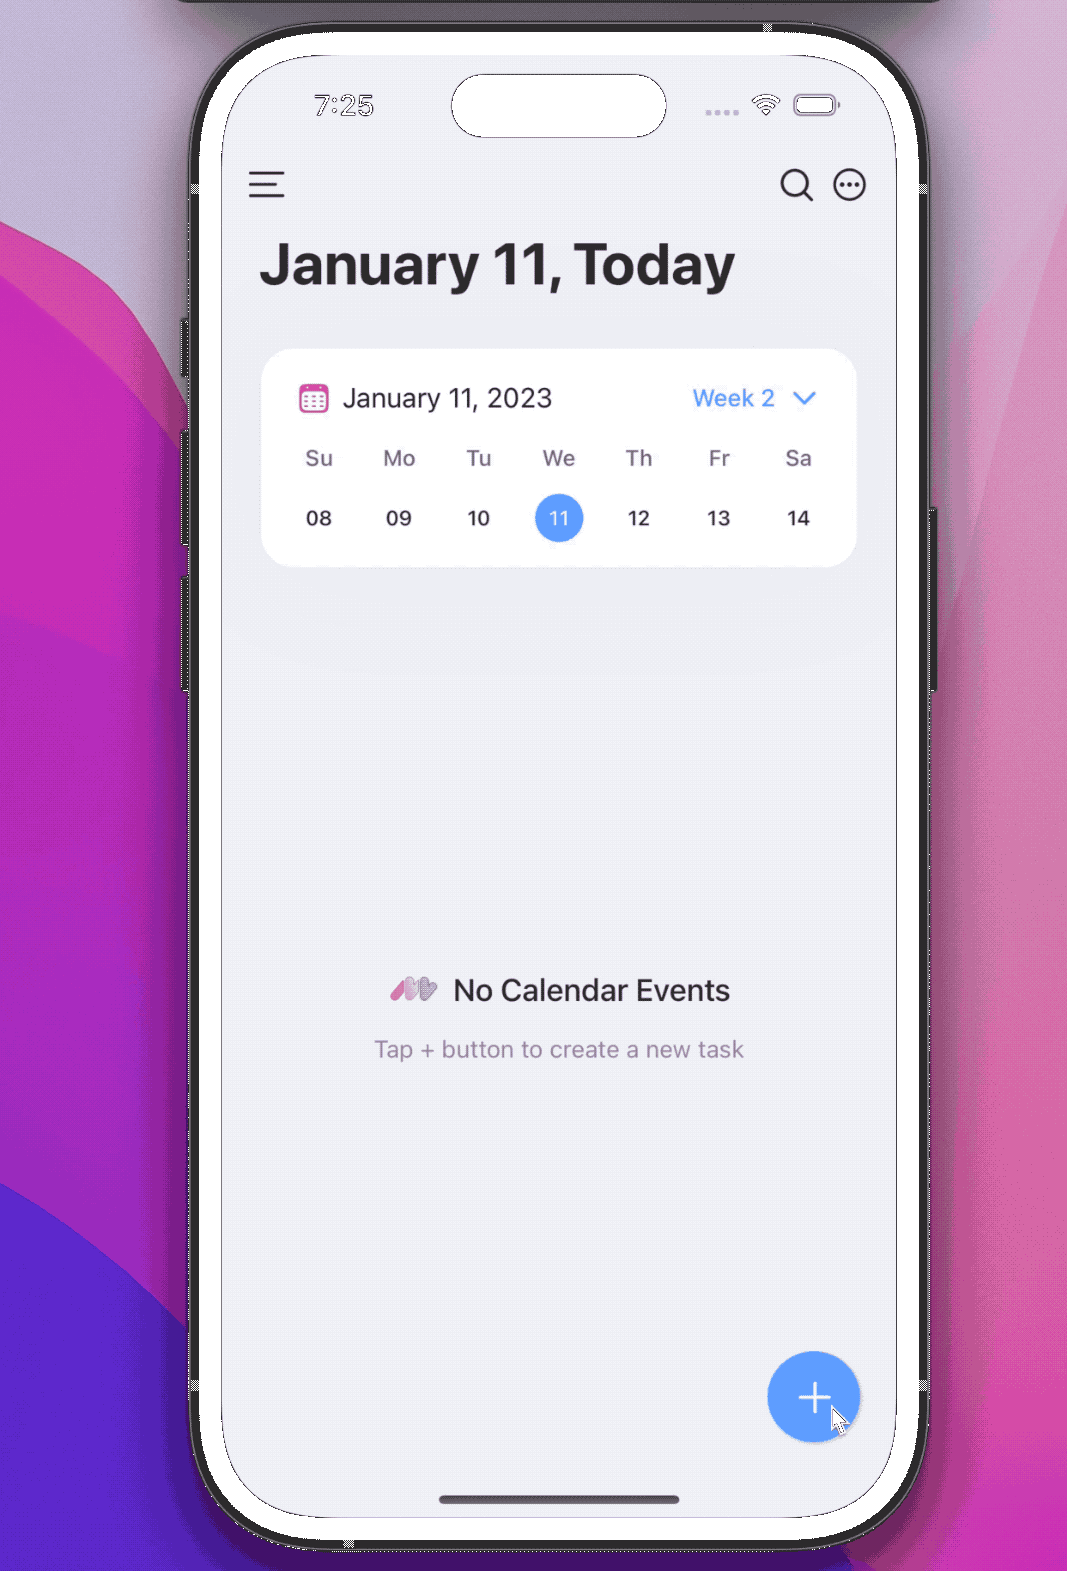 7:25
January 11, Today
January 11, 2023 Week 2
Su Mo Tu We Th Fr Sa
08 09 10 11 12 13 14
No Calendar Events
Tap + button to create a new task